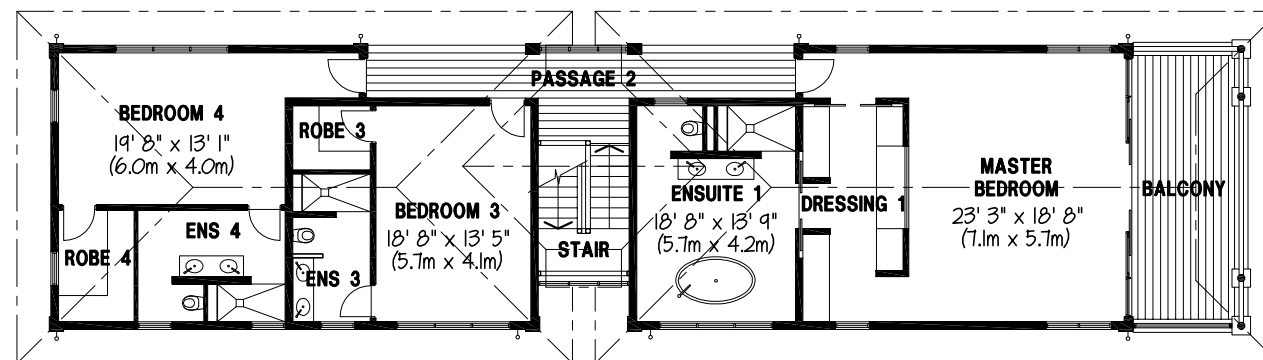 PASSAGE 2
BEDROOM 4
19' 8" x 13' 1"
(6.0m x 4.0m)
ROBE 3
BEDROOM 3
18' 8" x 13' 5"
(5.7m x 4.1m)
ROBE 4
ENS 4
ENS 3
STAIR
ENSUITE 1
18' 8" x 13' 9"
(5.7m x 4.2m)
DRESSING 1
MASTER
BEDROOM
23' 3" x 18' 8"
(7.1m x 5.7m)
BALCONY